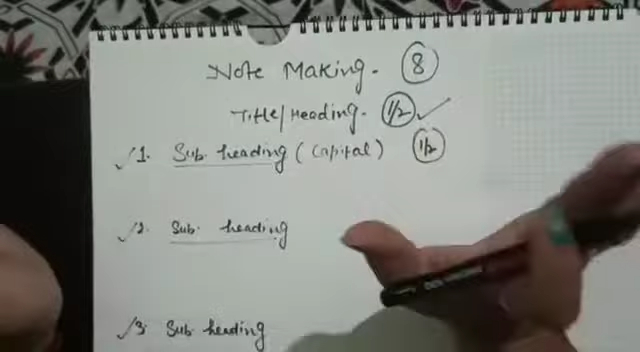 Note Making. 8
Title/Heading. 1/2 ✓
✓1. Sub. heading (Capital) 1/2
✓2. Sub. heading
✓3. Sub. heading